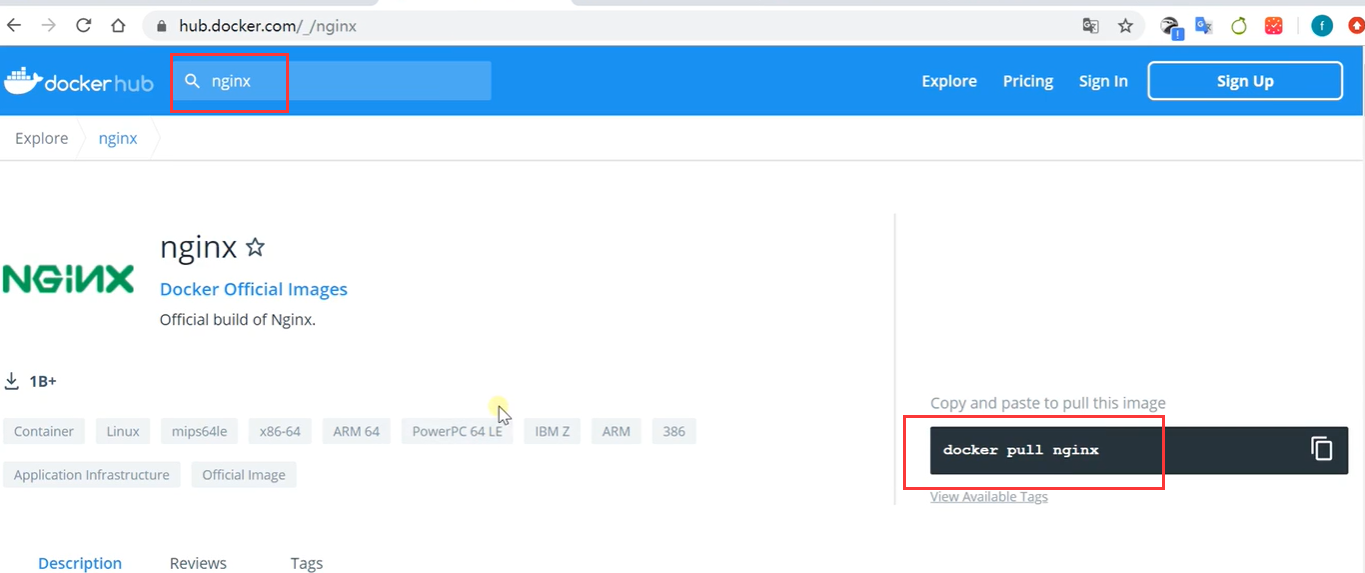 hub.docker.com/_/nginx
f
docker hub
nginx
Explore
Pricing
Sign In
Sign Up
Explore
nginx
NGINX
nginx
Docker Official Images
Official build of Nginx.
1B+
Container
Linux
mips64le
x86-64
ARM 64
PowerPC 64 LE
IBM Z
ARM
386
Application Infrastructure
Official Image
Copy and paste to pull this image
docker pull nginx
View Available Tags
Description
Reviews
Tags